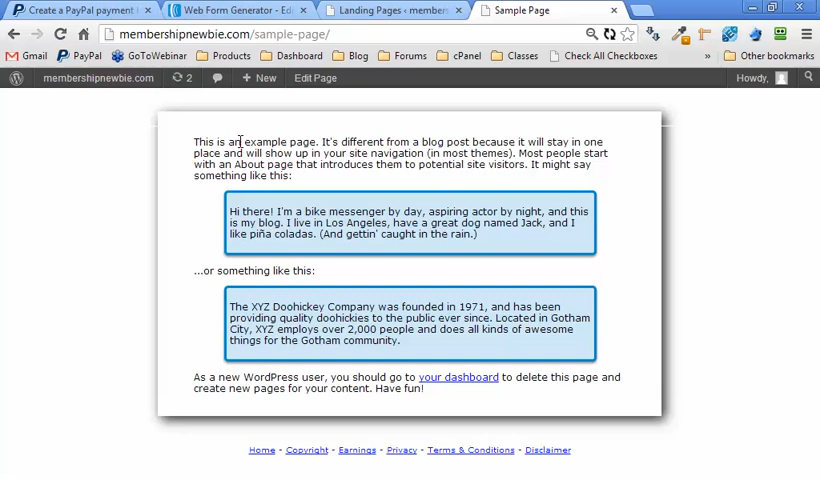 Create a PayPal payment i
Web Form Generator - Edi
Landing Pages ‹ members
Sample Page
membershipnewbie.com/sample-page/
Gmail PayPal GoToWebinar Products Dashboard Blog Forums cPanel Classes Check All Checkboxes » Other bookmarks
membershipnewbie.com 2 + New Edit Page Howdy,
This is an example page. It's different from a blog post because it will stay in one
place and will show up in your site navigation (in most themes). Most people start
with an About page that introduces them to potential site visitors. It might say
something like this:
Hi there! I'm a bike messenger by day, aspiring actor by night, and this
is my blog. I live in Los Angeles, have a great dog named Jack, and I
like piña coladas. (And gettin' caught in the rain.)
...or something like this:
The XYZ Doohickey Company was founded in 1971, and has been
providing quality doohickies to the public ever since. Located in Gotham
City, XYZ employs over 2,000 people and does all kinds of awesome
things for the Gotham community.
As a new WordPress user, you should go to your dashboard to delete this page and
create new pages for your content. Have fun!
Home - Copyright - Earnings - Privacy - Terms & Conditions - Disclaimer